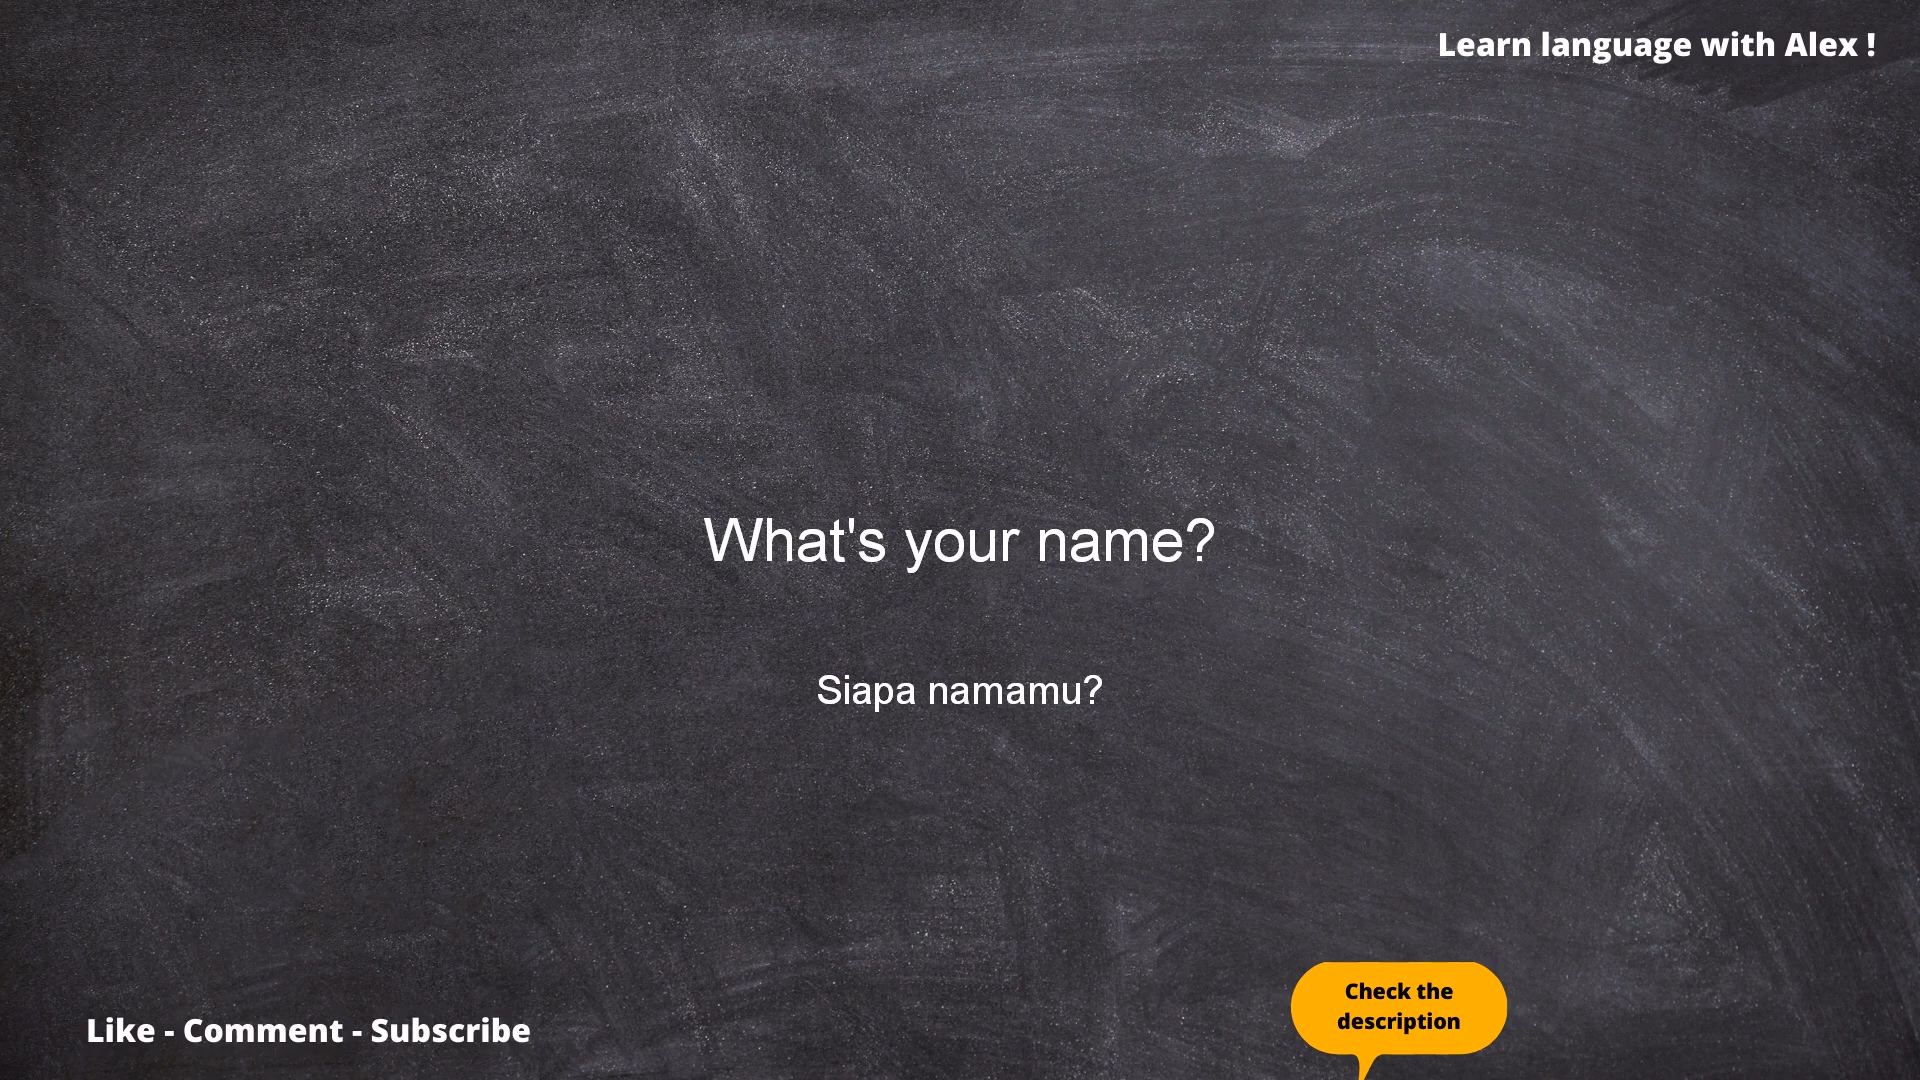 Learn language with Alex !
What's your name?
Siapa namamu?
Check the
description
Like - Comment - Subscribe